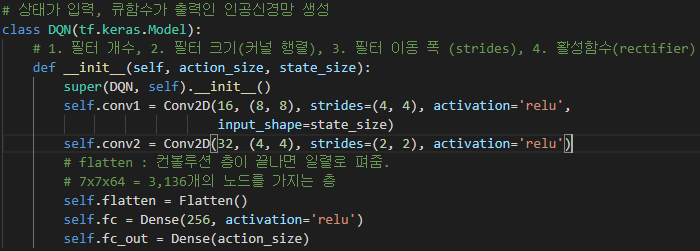 # 상태가 입력, 큐함수가 출력인 인공신경망 생성
class DQN(tf.keras.Model):
# 1. 필터 개수, 2. 필터 크기(커널 행렬), 3. 필터 이동 폭 (strides), 4. 활성함수(rectifier)
def __init__(self, action_size, state_size):
super(DQN, self).__init__()
self.conv1 = Conv2D(16, (8, 8), strides=(4, 4), activation='relu',
input_shape=state_size)
self.conv2 = Conv2D(32, (4, 4), strides=(2, 2), activation='relu')
# flatten : 컨볼루션 층이 끝나면 일렬로 펴줌.
# 7x7x64 = 3,136개의 노드를 가지는 층
self.flatten = Flatten()
self.fc = Dense(256, activation='relu')
self.fc_out = Dense(action_size)